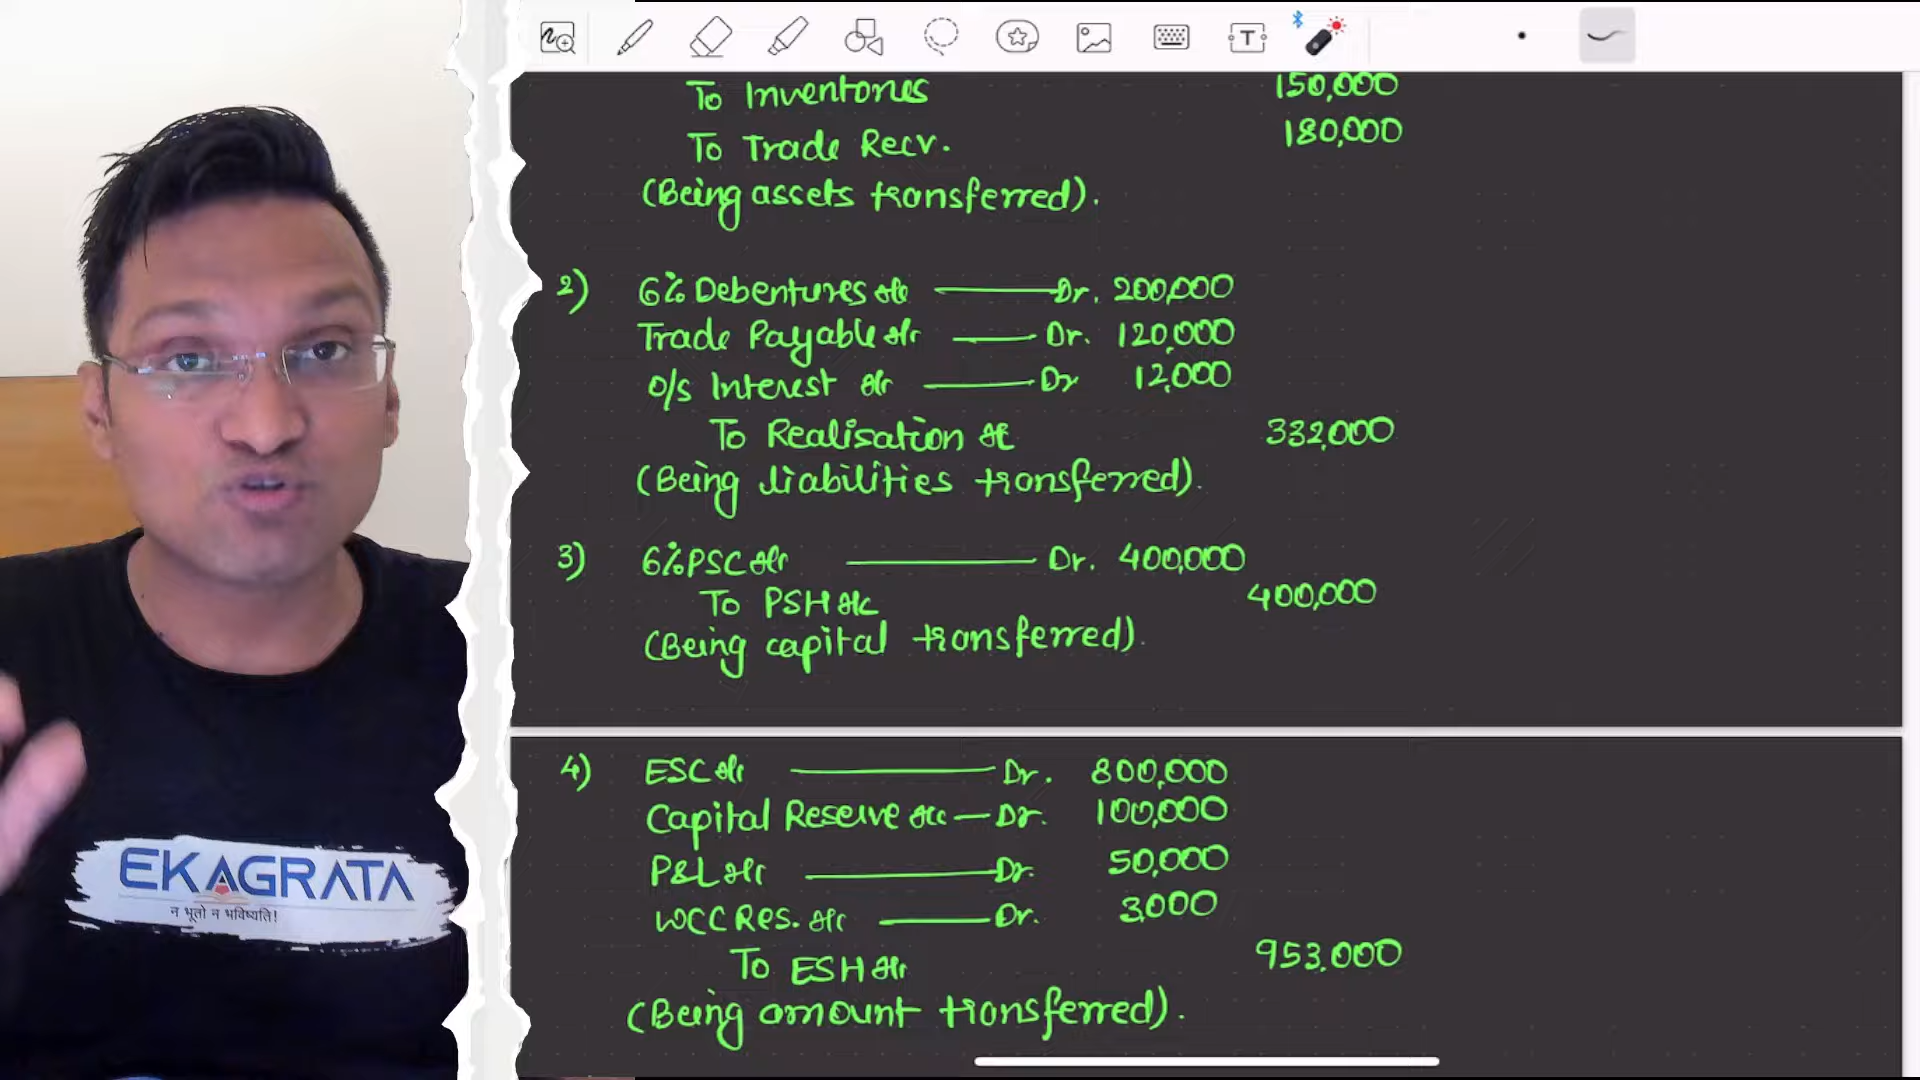 To Inventories 150,000
To Trade Recv. 180,000
(Being assets transferred).
2) 6% Debentures a/c Dr. 200,000
Trade Payable a/c Dr. 120,000
O/s Interest a/c Dr 12,000
To Realisation a/c 332,000
(Being liabilities transferred).
3) 6% PSC a/c Dr. 400,000
To PSH a/c 400,000
(Being capital transferred).
4) ESC a/c Dr. 800,000
Capital Reserve a/c Dr. 100,000
P&L a/c Dr. 50,000
WCC Res. a/c Dr. 3,000
To ESH a/c 953,000
(Being amount transferred).
EKAGRATA
न भूतो न भविष्यति!
T